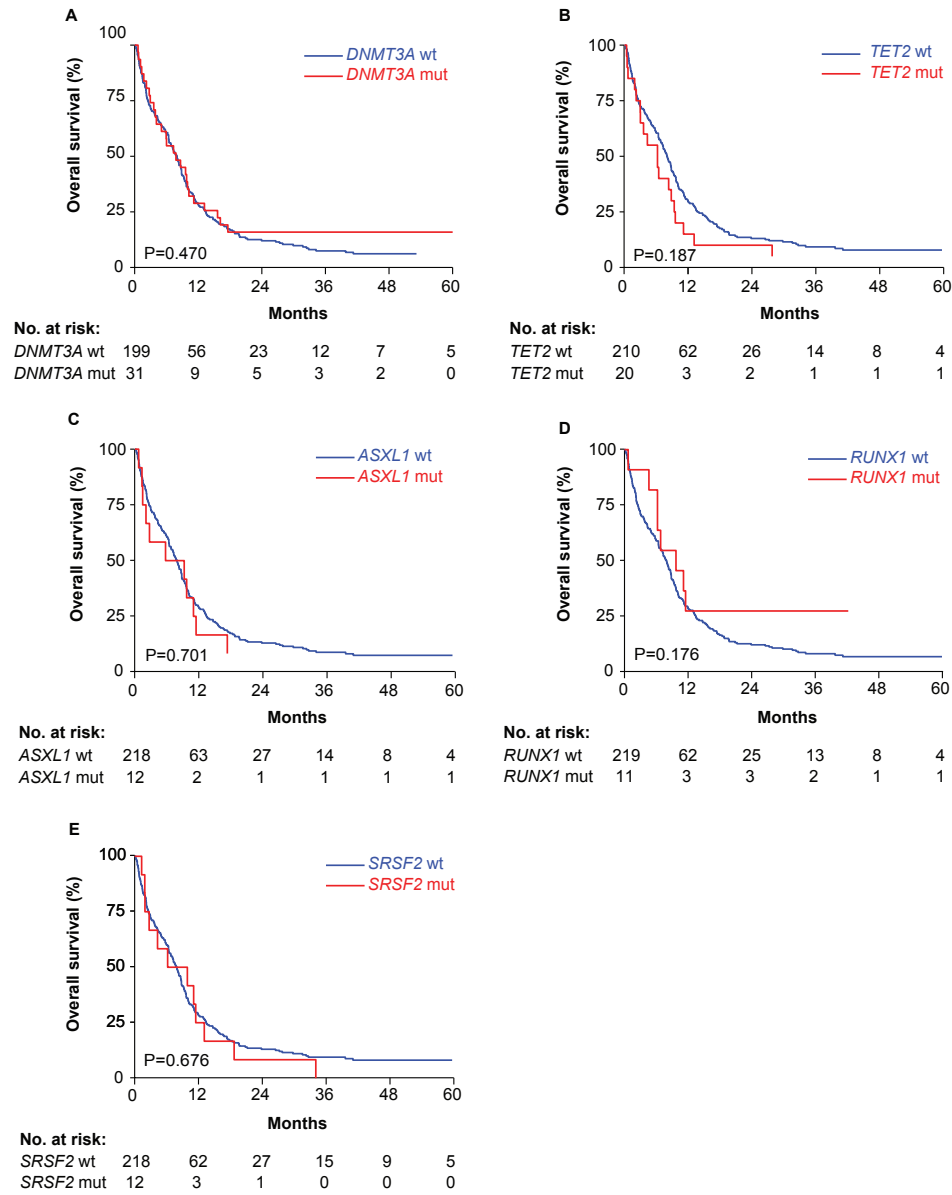 A
Overall survival (%)
100
75
50
25
0
DNMT3A wt
DNMT3A mut
P=0.470
0 12 24 36 48 60
Months
No. at risk:
DNMT3A wt 199 56 23 12 7 5
DNMT3A mut 31 9 5 3 2 0
B
Overall survival (%)
100
75
50
25
0
TET2 wt
TET2 mut
P=0.187
0 12 24 36 48 60
Months
No. at risk:
TET2 wt 210 62 26 14 8 4
TET2 mut 20 3 2 1 1 1
C
Overall survival (%)
100
75
50
25
0
ASXL1 wt
ASXL1 mut
P=0.701
0 12 24 36 48 60
Months
No. at risk:
ASXL1 wt 218 63 27 14 8 4
ASXL1 mut 12 2 1 1 1 1
D
Overall survival (%)
100
75
50
25
0
RUNX1 wt
RUNX1 mut
P=0.176
0 12 24 36 48 60
Months
No. at risk:
RUNX1 wt 219 62 25 13 8 4
RUNX1 mut 11 3 3 2 1 1
E
Overall survival (%)
100
75
50
25
0
SRSF2 wt
SRSF2 mut
P=0.676
0 12 24 36 48 60
Months
No. at risk:
SRSF2 wt 218 62 27 15 9 5
SRSF2 mut 12 3 1 0 0 0